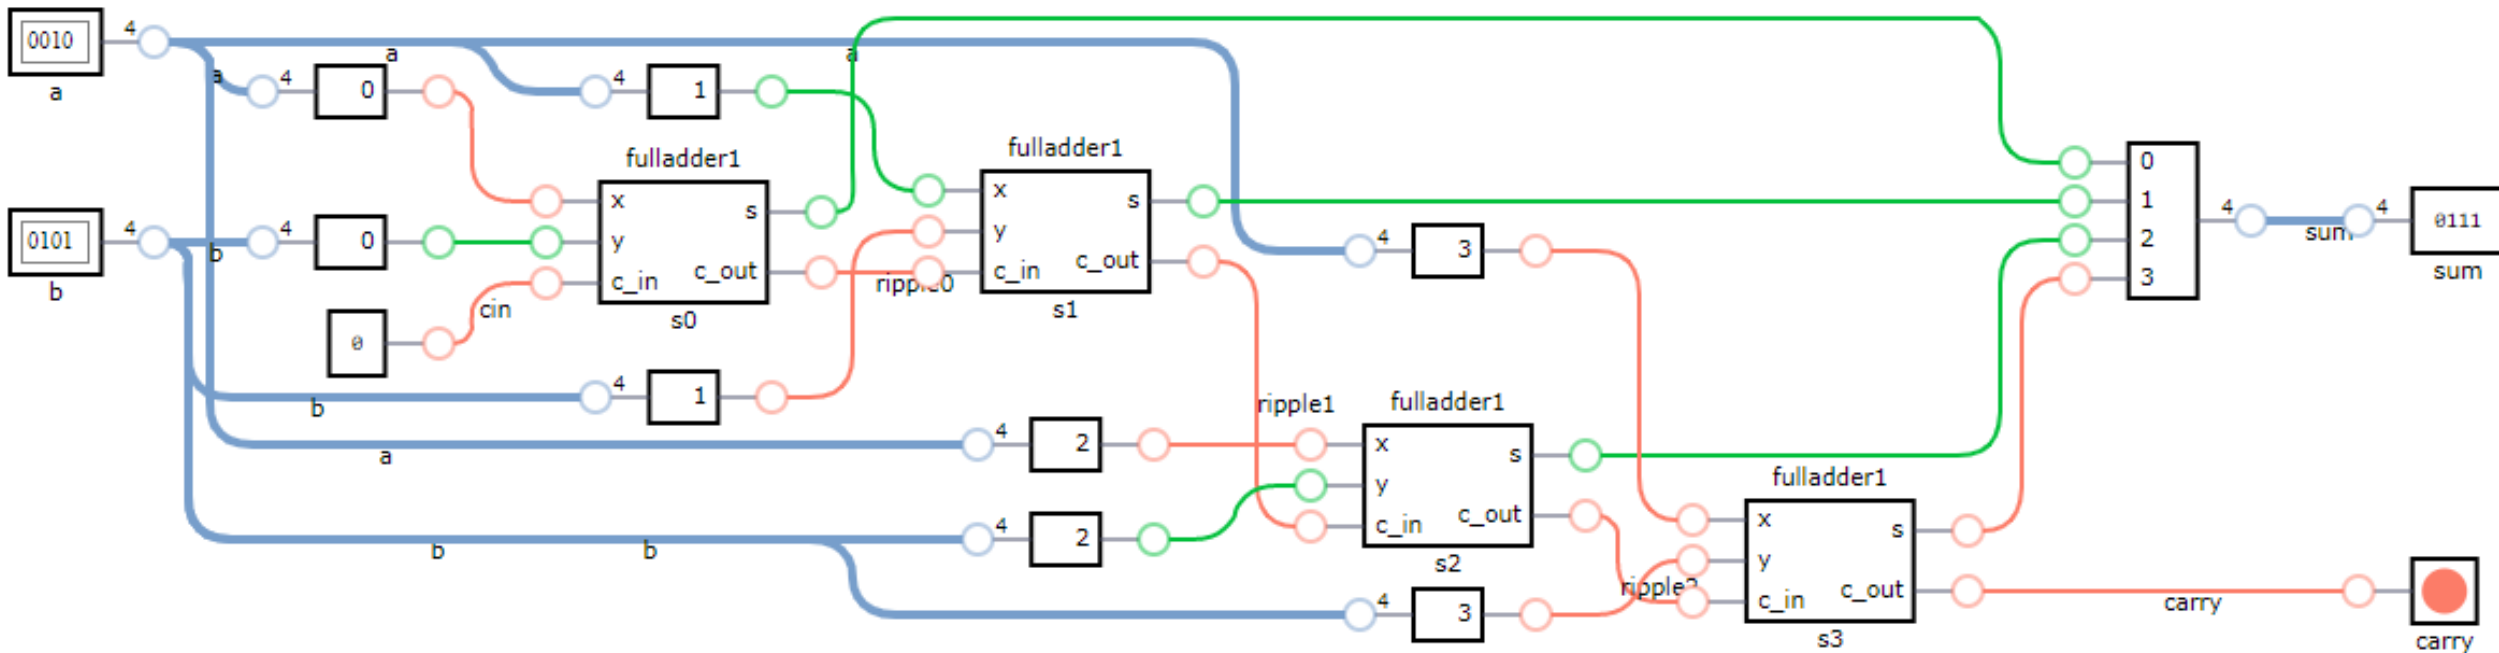 0010
4
a
a
a
a
4
0
4
1
fulladder1
x
y
c_in
s
c_out
s0
fulladder1
x
y
c_in
s
c_out
s1
0101
4
b
b
4
0
0
cin
ripple0
4
1
b
4
3
0
1
2
3
4
sum
4
0111
sum
a
4
2
ripple1
fulladder1
x
y
c_in
s
c_out
s2
b
b
4
2
4
3
ripple2
fulladder1
x
y
c_in
s
c_out
s3
carry
carry